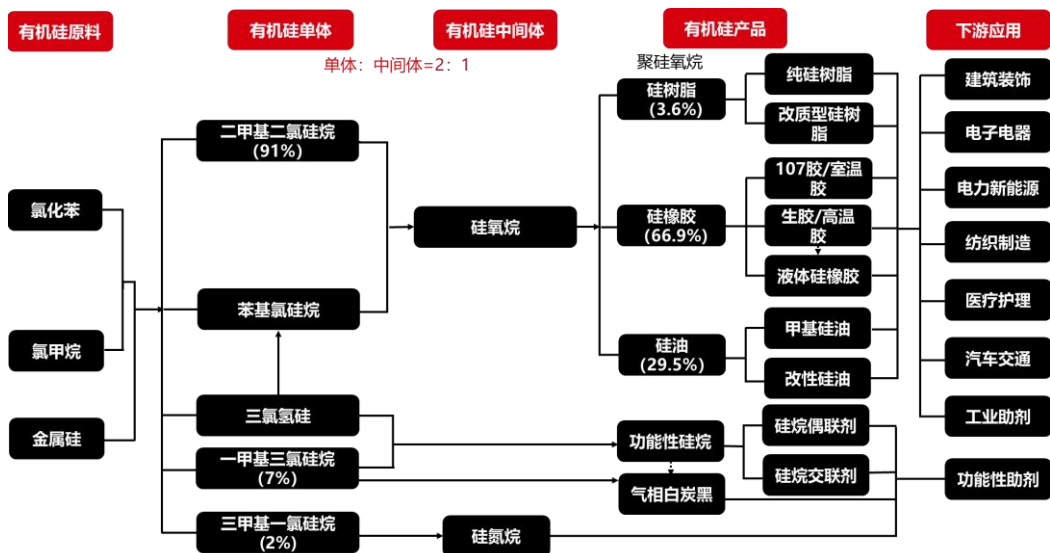 有机硅原料
有机硅单体
有机硅中间体
有机硅产品
下游应用
单体：中间体=2：1
聚硅氧烷
氯化苯
氯甲烷
金属硅
二甲基二氯硅烷
(91%)
苯基氯硅烷
三氯氢硅
一甲基三氯硅烷
(7%)
三甲基一氯硅烷
(2%)
硅氧烷
硅氮烷
硅树脂
(3.6%)
硅橡胶
(66.9%)
硅油
(29.5%)
功能性硅烷
气相白炭黑
纯硅树脂
改质型硅树
脂
107胶/室温
胶
生胶/高温
胶
液体硅橡胶
甲基硅油
改性硅油
硅烷偶联剂
硅烷交联剂
建筑装饰
电子电器
电力新能源
纺织制造
医疗护理
汽车交通
工业助剂
功能性助剂